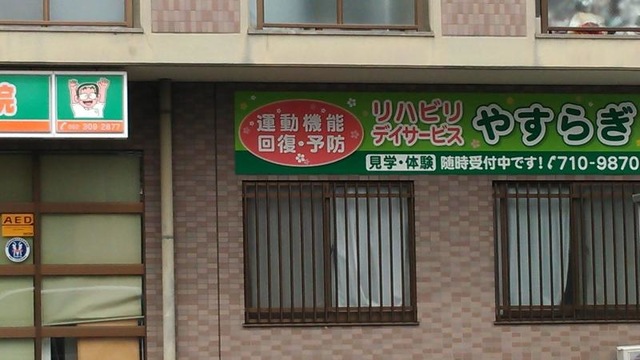 院
309 2877
AED
運動機能
回復・予防
リハビリ
デイサービス
やすらぎ
見学・体験 随時受付中です! 710-9870